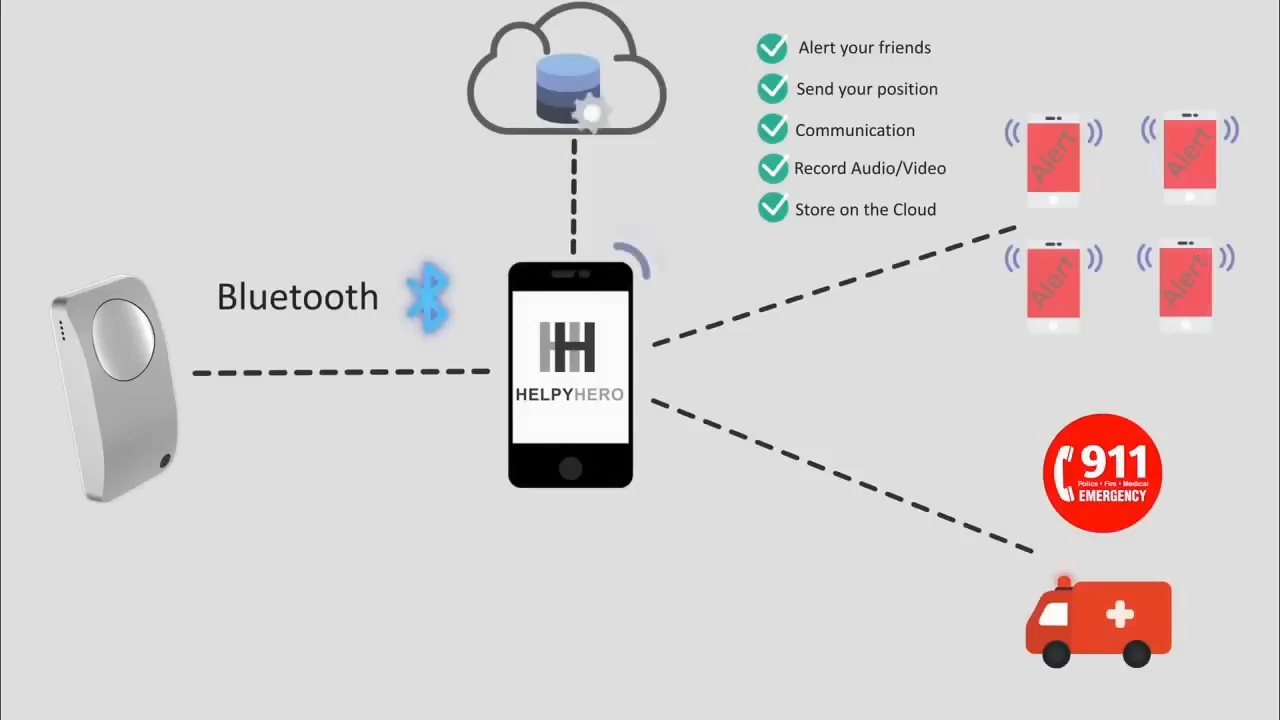 Alert your friends
Send your position
Communication
Record Audio/Video
Store on the Cloud
Alert
Alert
Alert
Alert
Bluetooth
HELPYHERO
911
Police • Fire • Medical
EMERGENCY